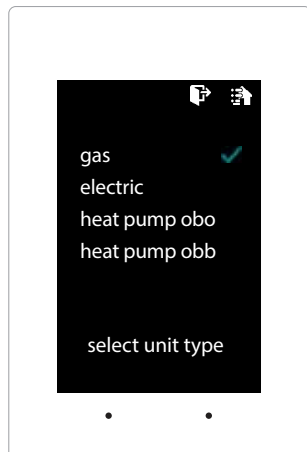 gas
electric
heat pump obo
heat pump obb
select unit type